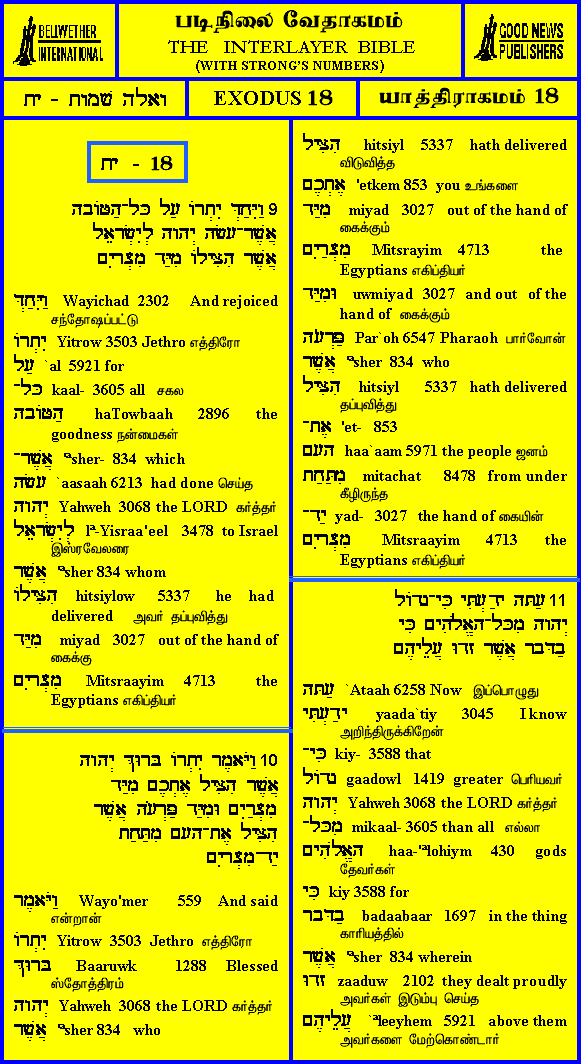 BELLWETHER
INTERNATIONAL
படிநிலை வேதாகமம்
THE INTERLAYER BIBLE
(WITH STRONG'S NUMBERS)
GOOD NEWS
PUBLISHERS
ואלה שמות - יח
EXODUS 18
யாத்திராகமம் 18
יח - 18
9 וַיִּחַדְּ יִתְרוֹ עַל כָּל־הַטּוֹבָה
אֲשֶׁר־עָשָׂה יְהוָה לְיִשְׂרָאֵל
אֲשֶׁר הִצִּילוֹ מִיַּד מִצְרָיִם
וַיִּחַדְּ Wayichad 2302 And rejoiced
சந்தோஷப்பட்டு
יִתְרוֹ Yitrow 3503 Jethro எத்திரோ
עַל `al 5921 for
כָּל־ kaal- 3605 all சகல
הַטּוֹבָה haTowbaah 2896 the
goodness நன்மைகள்
אֲשֶׁר־ ªsher- 834 which
עָשָׂה `aasaah 6213 had done செய்த
יְהוָה Yahweh 3068 the LORD கர்த்தர்
לְיִשְׂרָאֵל lª-Yisraa'eel 3478 to Israel
இஸ்ரவேலரை
אֲשֶׁר ªsher 834 whom
הִצִּילוֹ hitsiylow 5337 he had
delivered அவர் தப்புவித்து
מִיַּד miyad 3027 out of the hand of
கைக்கு
מִצְרָיִם Mitsraayim 4713 the
Egyptians எகிப்தியர்
10 וַיֹּאמֶר יִתְרוֹ בָּרוּךְ יְהוָה
אֲשֶׁר הִצִּיל אֶתְכֶם מִיַּד
מִצְרַיִם וּמִיַּד פַּרְעֹה אֲשֶׁר
הִצִּיל אֶת־הָעָם מִתַּחַת
יַד־מִצְרָיִם
וַיֹּאמֶר Wayo'mer 559 And said
என்றான்
יִתְרוֹ Yitrow 3503 Jethro எத்திரோ
בָּרוּךְ Baaruwk 1288 Blessed
ஸ்தோத்திரம்
יְהוָה Yahweh 3068 the LORD கர்த்தர்
אֲשֶׁר ªsher 834 who
הִצִּיל hitsiyl 5337 hath delivered
விடுவித்த
אֶתְכֶם 'etkem 853 you உங்களை
מִיַּד miyad 3027 out of the hand of
கைக்கும்
מִצְרַיִם Mitsrayim 4713 the
Egyptians எகிப்தியர்
וּמִיַּד uwmiyad 3027 and out of the
hand of கைக்கும்
פַּרְעֹה Par`oh 6547 Pharaoh பார்வோன்
אֲשֶׁר ªsher 834 who
הִצִּיל hitsiyl 5337 hath delivered
தப்புவித்து
אֶת־ 'et- 853
הָעָם haa`aam 5971 the people ஜனம்
מִתַּחַת mitachat 8478 from under
கீழிருந்த
יַד־ yad- 3027 the hand of கையின்
מִצְרָיִם Mitsraayim 4713 the
Egyptians எகிப்தியர்
11 עַתָּה יָדַעְתִּי כִּי־גָדוֹל
יְהוָה מִכָּל־הָאֱלֹהִים כִּי
בַדָּבָר אֲשֶׁר זָדוּ עֲלֵיהֶם
עַתָּה `Ataah 6258 Now இப்பொழுது
יָדַעְתִּי yaada`tiy 3045 I know
அறிந்திருக்கிறேன்
כִּי־ kiy- 3588 that
גָדוֹל gaadowl 1419 greater பெரியவர்
יְהוָה Yahweh 3068 the LORD கர்த்தர்
מִכָּל־ mikaal- 3605 than all எல்லா
הָאֱלֹהִים haa-'ªlohiym 430 gods
தேவர்கள்
כִּי kiy 3588 for
בַדָּבָר badaabaar 1697 in the thing
காரியத்தில்
אֲשֶׁר ªsher 834 wherein
זָדוּ zaaduw 2102 they dealt proudly
அவர்கள் இடும்பு செய்த
עֲלֵיהֶם `ªleeyhem 5921 above them
அவர்களை மேற்கொண்டார்